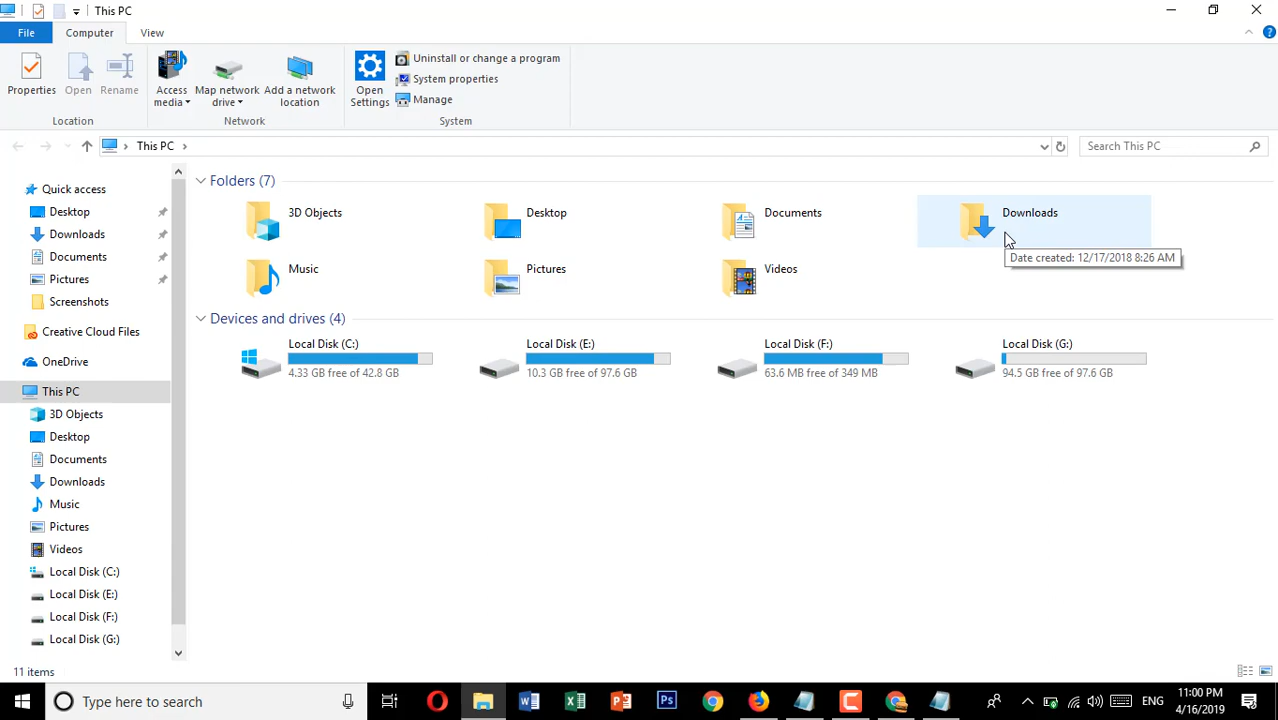 This PC
File Computer View
Properties Open Rename
Location
Access media
Map network drive
Add a network location
Network
Open Settings
Uninstall or change a program
System properties
Manage
System
This PC
Search This PC
Quick access
Desktop
Downloads
Documents
Pictures
Screenshots
Creative Cloud Files
OneDrive
This PC
3D Objects
Desktop
Documents
Downloads
Music
Pictures
Videos
Local Disk (C:)
Local Disk (E:)
Local Disk (F:)
Local Disk (G:)
Folders (7)
3D Objects
Desktop
Documents
Downloads
Date created: 12/17/2018 8:26 AM
Music
Pictures
Videos
Devices and drives (4)
Local Disk (C:)
4.33 GB free of 42.8 GB
Local Disk (E:)
10.3 GB free of 97.6 GB
Local Disk (F:)
63.6 MB free of 349 MB
Local Disk (G:)
94.5 GB free of 97.6 GB
11 items
Type here to search
Ps
ENG
11:00 PM
4/16/2019